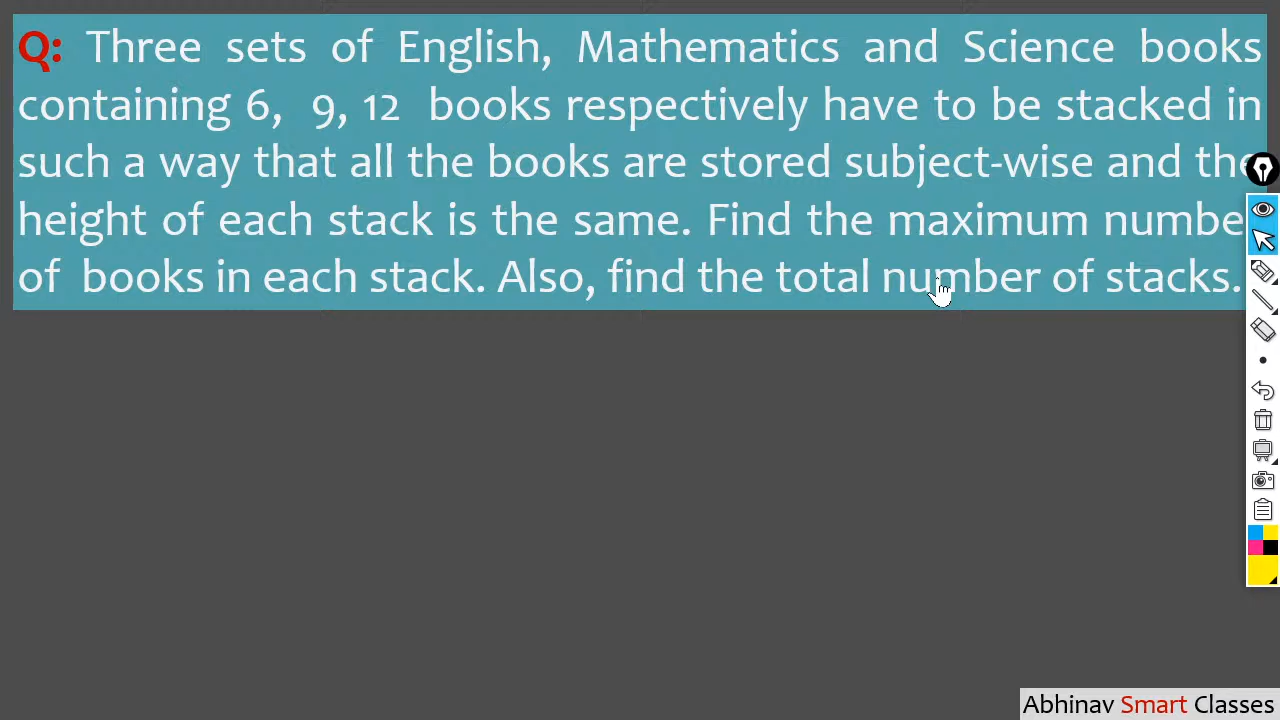 Q: Three sets of English, Mathematics and Science books
containing 6, 9, 12 books respectively have to be stacked in
such a way that all the books are stored subject-wise and the
height of each stack is the same. Find the maximum number
of books in each stack. Also, find the total number of stacks.
Abhinav Smart Classes